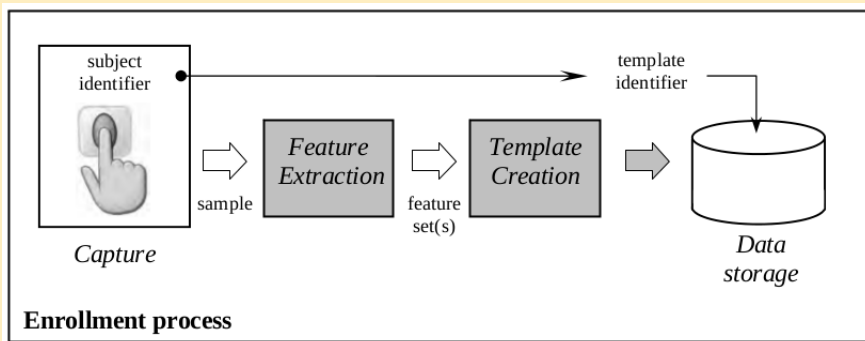 subject
identifier
template
identifier
Feature
Extraction
Template
Creation
sample
feature
set(s)
Capture
Data
storage
Enrollment process